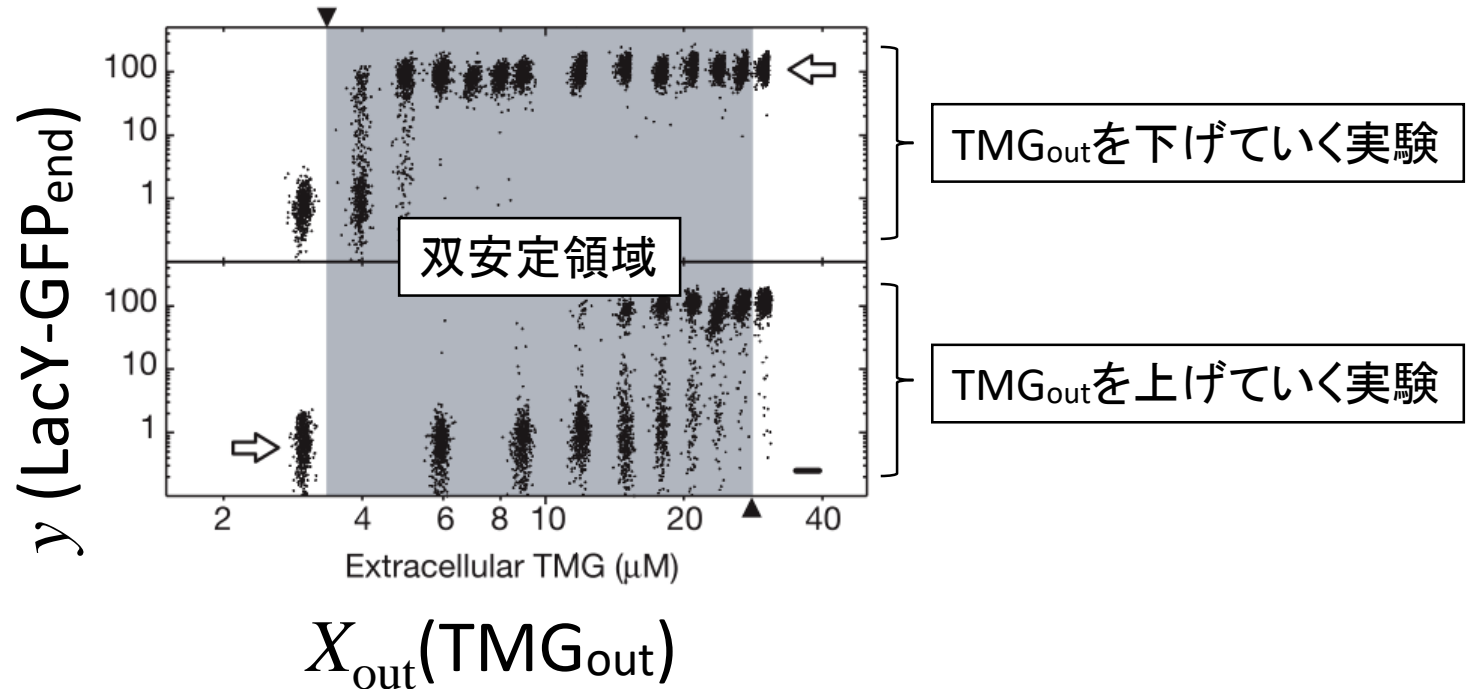 100
10
1
100
10
1
y (LacY-GFPend)
双安定領域
TMGoutを下げていく実験
TMGoutを上げていく実験
2 4 6 8 10 20 40
Extracellular TMG (μM)
Xout(TMGout)